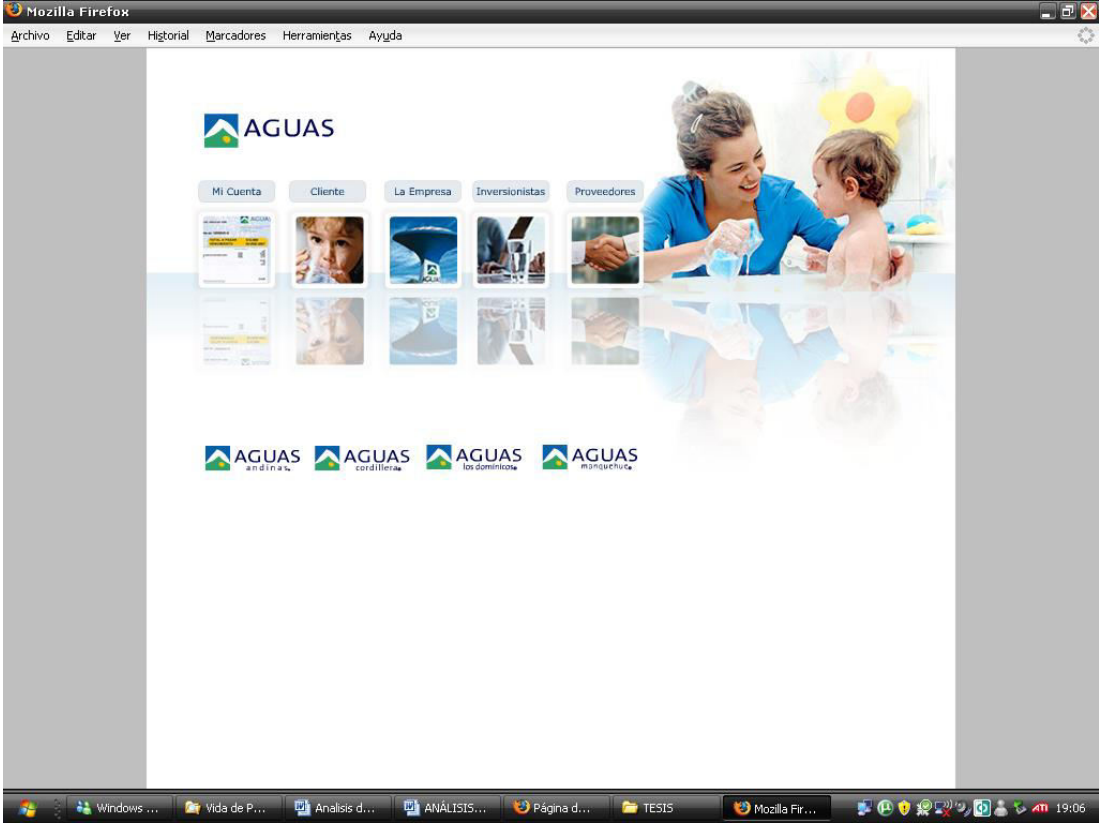 Mozilla Firefox
Archivo Editar Ver Historial Marcadores Herramientas Ayuda
AGUAS
Mi Cuenta Cliente La Empresa Inversionistas Proveedores
AGUAS andinas AGUAS cordillera AGUAS los dominicos AGUAS manquehue
Windows ... Vida de P... Analisis d... ANÁLISIS... Página d... TESIS Mozilla Fir... ATI 19:06